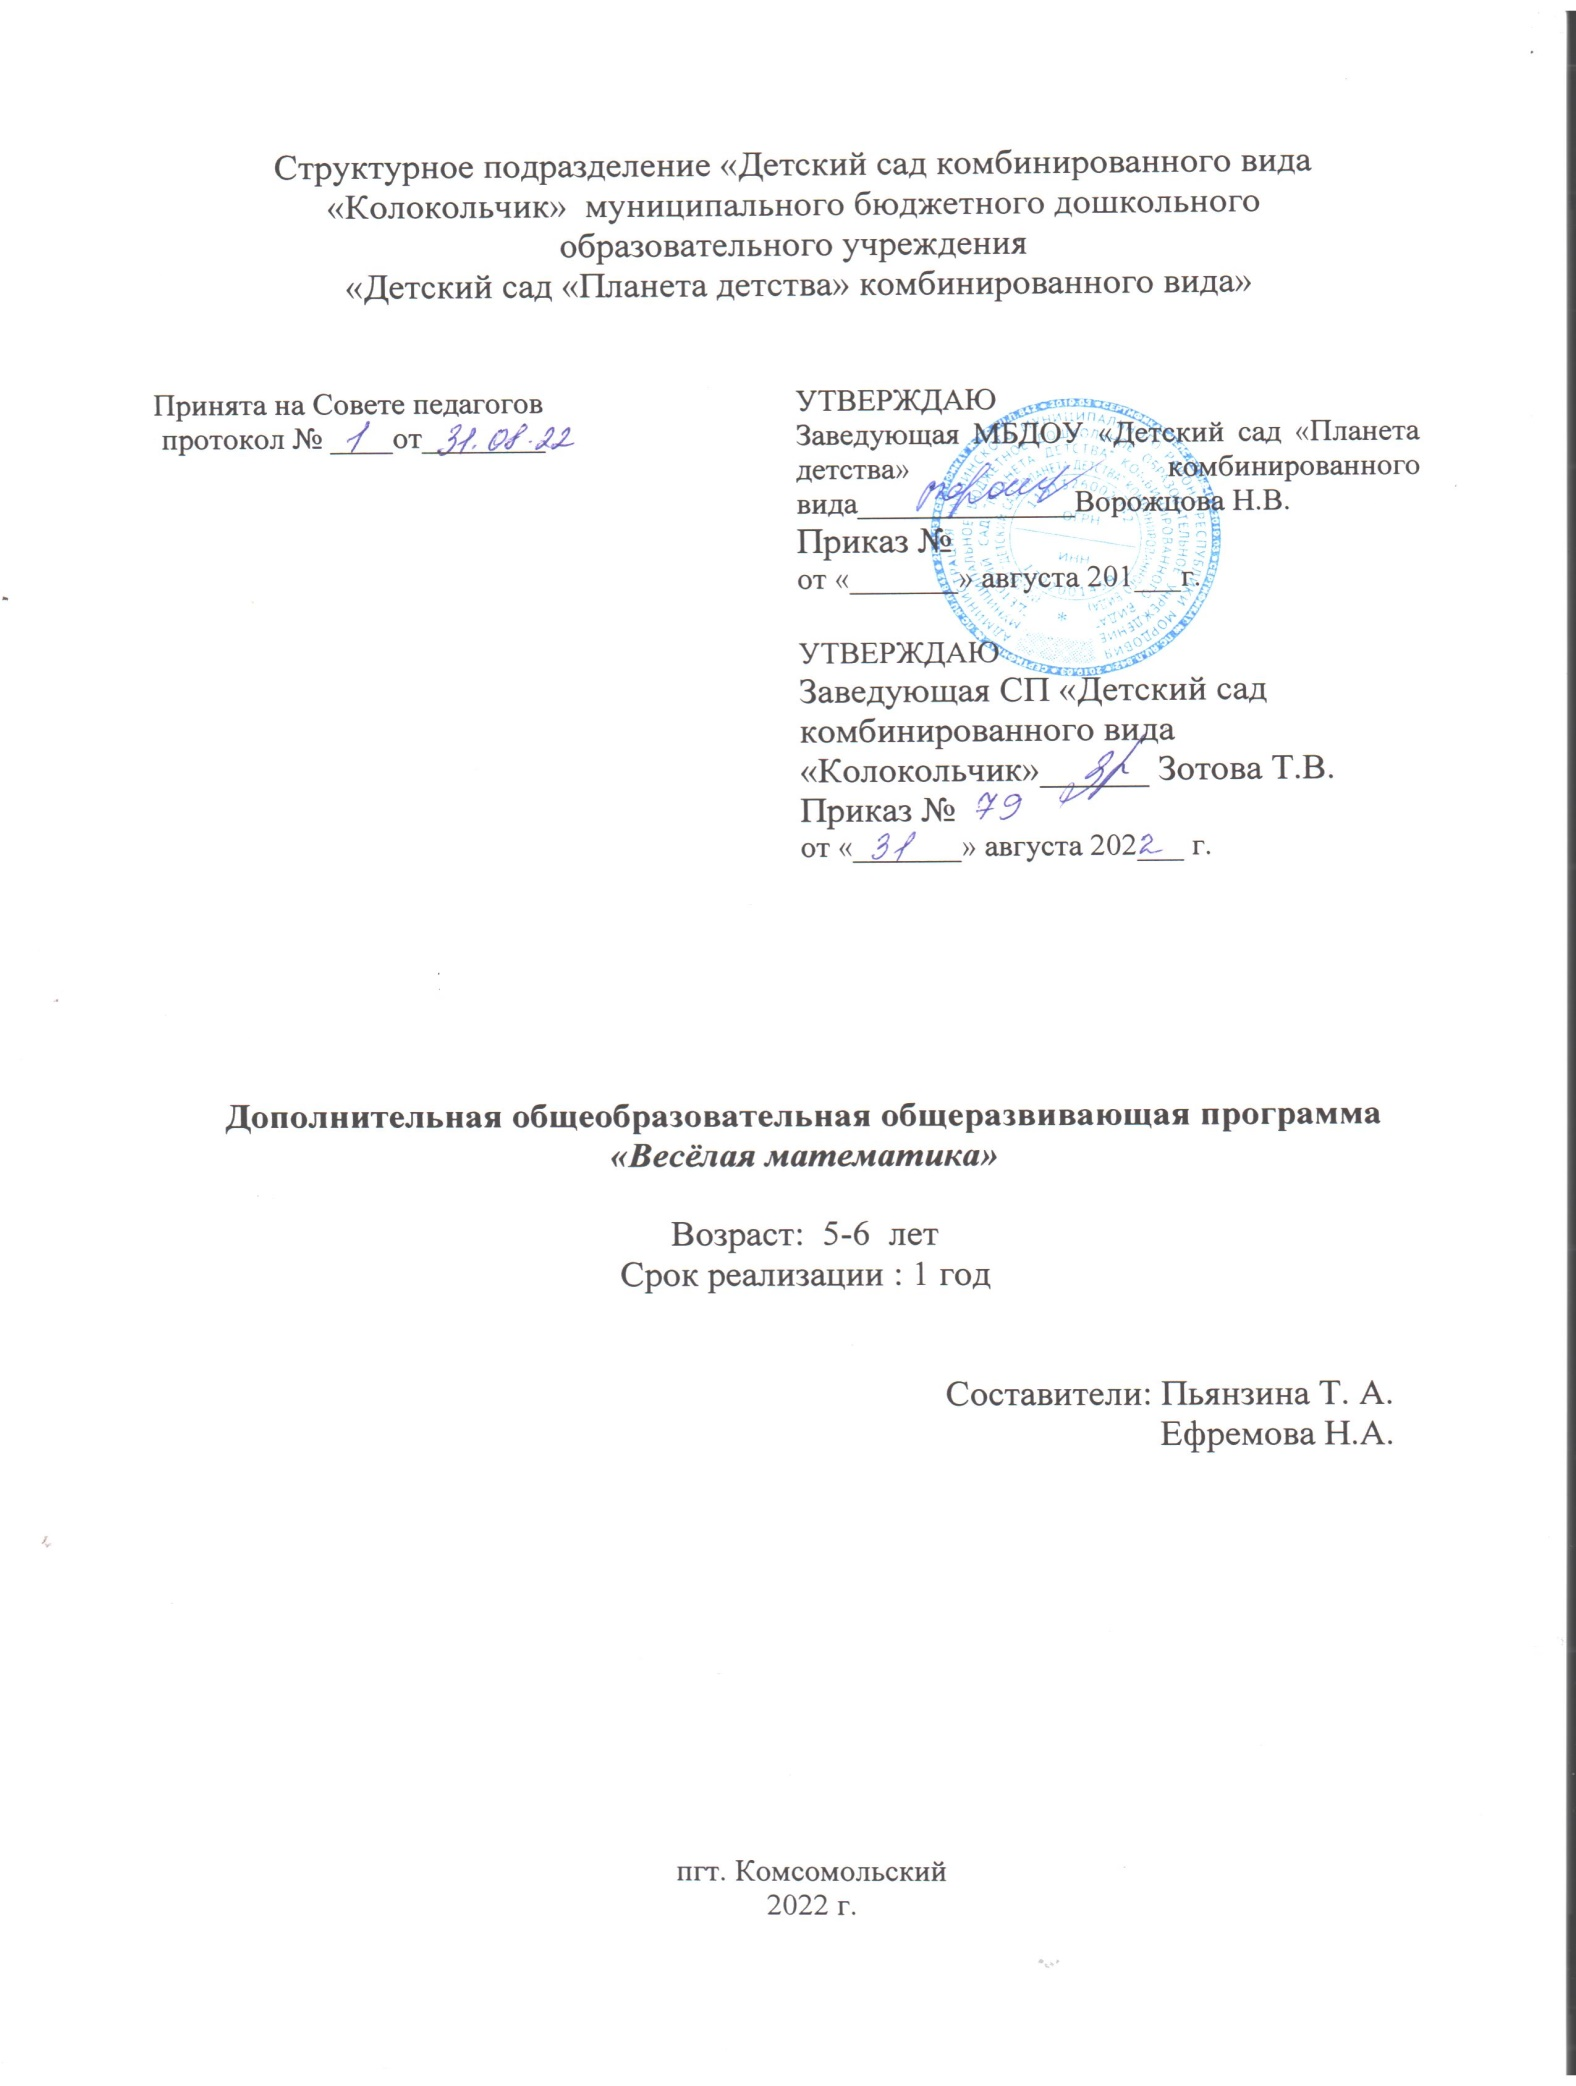 Структурное подразделение «Детский сад комбинированного вида
«Колокольчик» муниципального бюджетного дошкольного
образовательного учреждения
«Детский сад «Планета детства» комбинированного вида»
Принята на Совете педагогов
протокол № 1 от 31.08.22
УТВЕРЖДАЮ
Заведующая МБДОУ «Детский сад «Планета
детства» комбинированного
вида________________Ворожцова Н.В.
Приказ №
от «_______» августа 201___г.
УТВЕРЖДАЮ
Заведующая СП «Детский сад
комбинированного вида
«Колокольчик»______ Зотова Т.В.
Приказ № 79
от «31» августа 2022 г.
Дополнительная общеобразовательная общеразвивающая программа
«Весёлая математика»
Возраст: 5-6 лет
Срок реализации : 1 год
Составители: Пьянзина Т. А.
Ефремова Н.А.
пгт. Комсомольский
2022 г.